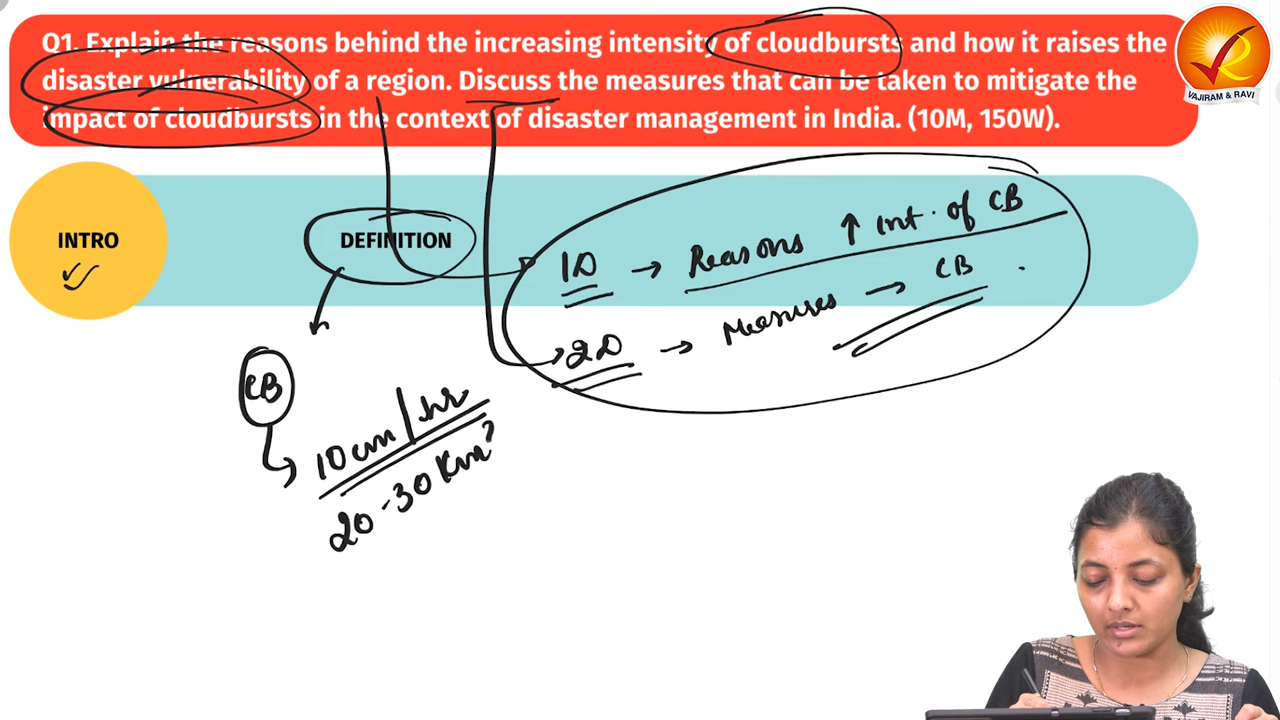 Q1. Explain the reasons behind the increasing intensity of cloudbursts and how it raises the
disaster vulnerability of a region. Discuss the measures that can be taken to mitigate the
impact of cloudbursts in the context of disaster management in India. (10M, 150W).
VAJIRAM & RAVI
INTRO
DEFINITION
1D → Reasons ↑ Int. of CB
2D → Measures → CB
CB
10cm/hr
20-30 Km²